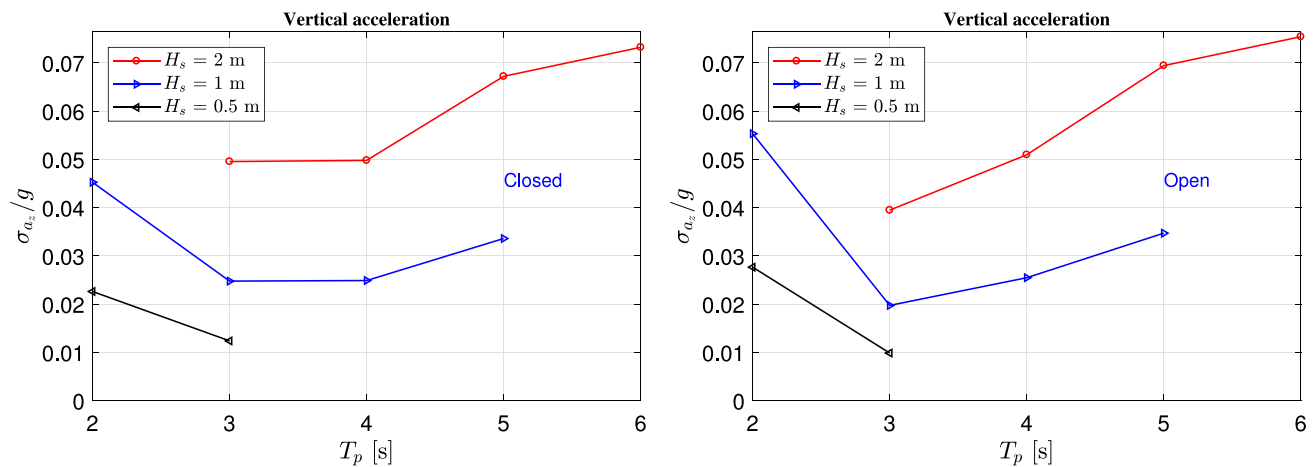 Vertical acceleration
H_s = 2 m
H_s = 1 m
H_s = 0.5 m
Closed
0.07
0.06
0.05
0.04
0.03
0.02
0.01
0
2 3 4 5 6
σ_{a_z}/g
T_p [s]
Vertical acceleration
H_s = 2 m
H_s = 1 m
H_s = 0.5 m
Open
0.07
0.06
0.05
0.04
0.03
0.02
0.01
0
2 3 4 5 6
σ_{a_z}/g
T_p [s]